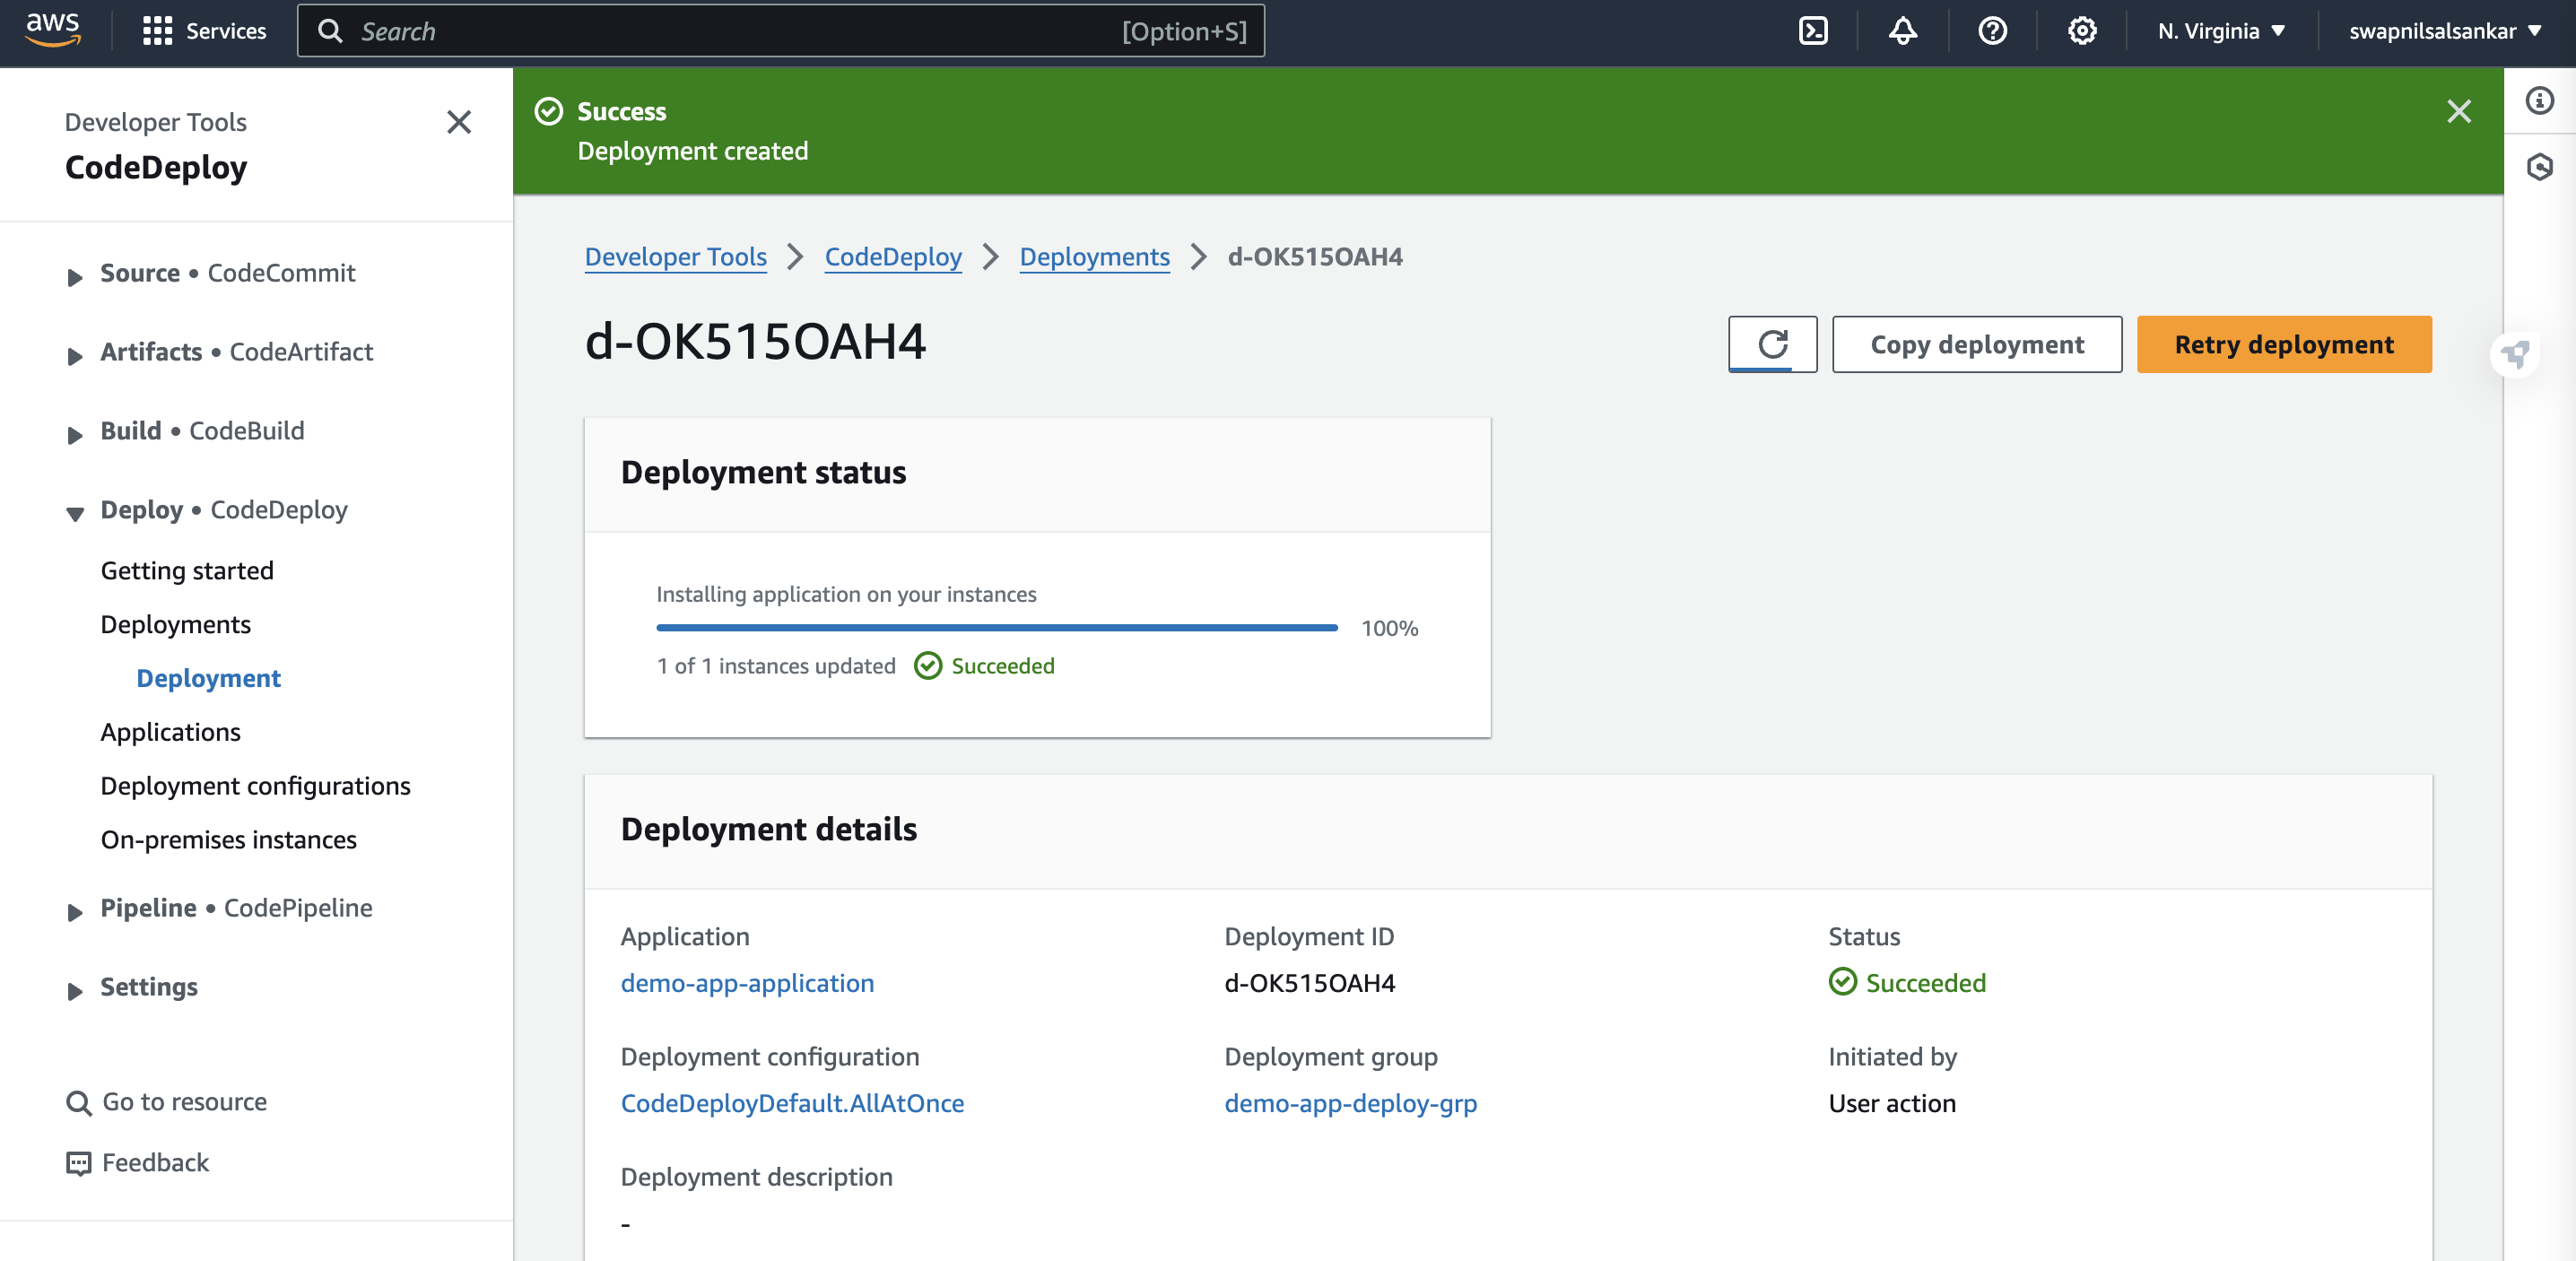 aws
Services
Search [Option+S]
N. Virginia
swapnilsalsankar
Developer Tools
CodeDeploy
Source • CodeCommit
Artifacts • CodeArtifact
Build • CodeBuild
Deploy • CodeDeploy
Getting started
Deployments
Deployment
Applications
Deployment configurations
On-premises instances
Pipeline • CodePipeline
Settings
Go to resource
Feedback
Success
Deployment created
Developer Tools > CodeDeploy > Deployments > d-OK515OAH4
d-OK515OAH4
Copy deployment
Retry deployment
Deployment status
Installing application on your instances
100%
1 of 1 instances updated Succeeded
Deployment details
Application
demo-app-application
Deployment ID
d-OK515OAH4
Status
Succeeded
Deployment configuration
CodeDeployDefault.AllAtOnce
Deployment group
demo-app-deploy-grp
Initiated by
User action
Deployment description
-